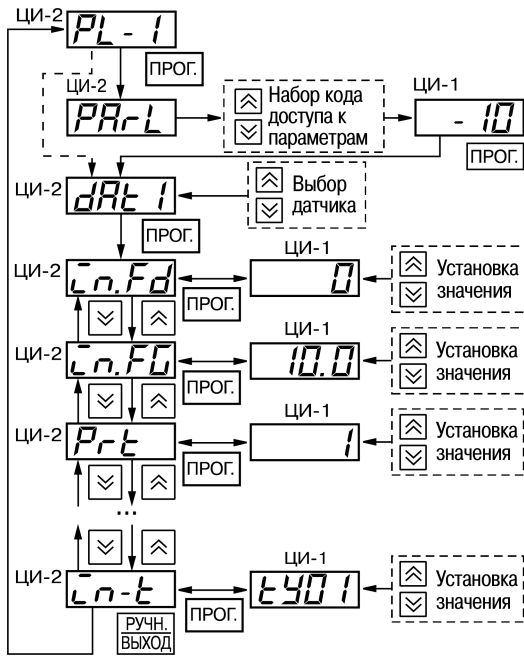 ЦИ-2
PL-1
ПРОГ.
ЦИ-2
PArL
Набор кода
доступа к
параметрам
ЦИ-1
-10
ПРОГ.
ЦИ-2
dAt1
Выбор
датчика
ПРОГ.
ЦИ-2
in.Fd
ПРОГ.
ЦИ-1
0
Установка
значения
ЦИ-2
in.FG
ПРОГ.
ЦИ-1
10.0
Установка
значения
ЦИ-2
Prt
ПРОГ.
ЦИ-1
1
Установка
значения
...
ЦИ-2
in-t
ПРОГ.
ЦИ-1
tY01
Установка
значения
РУЧН.
ВЫХОД